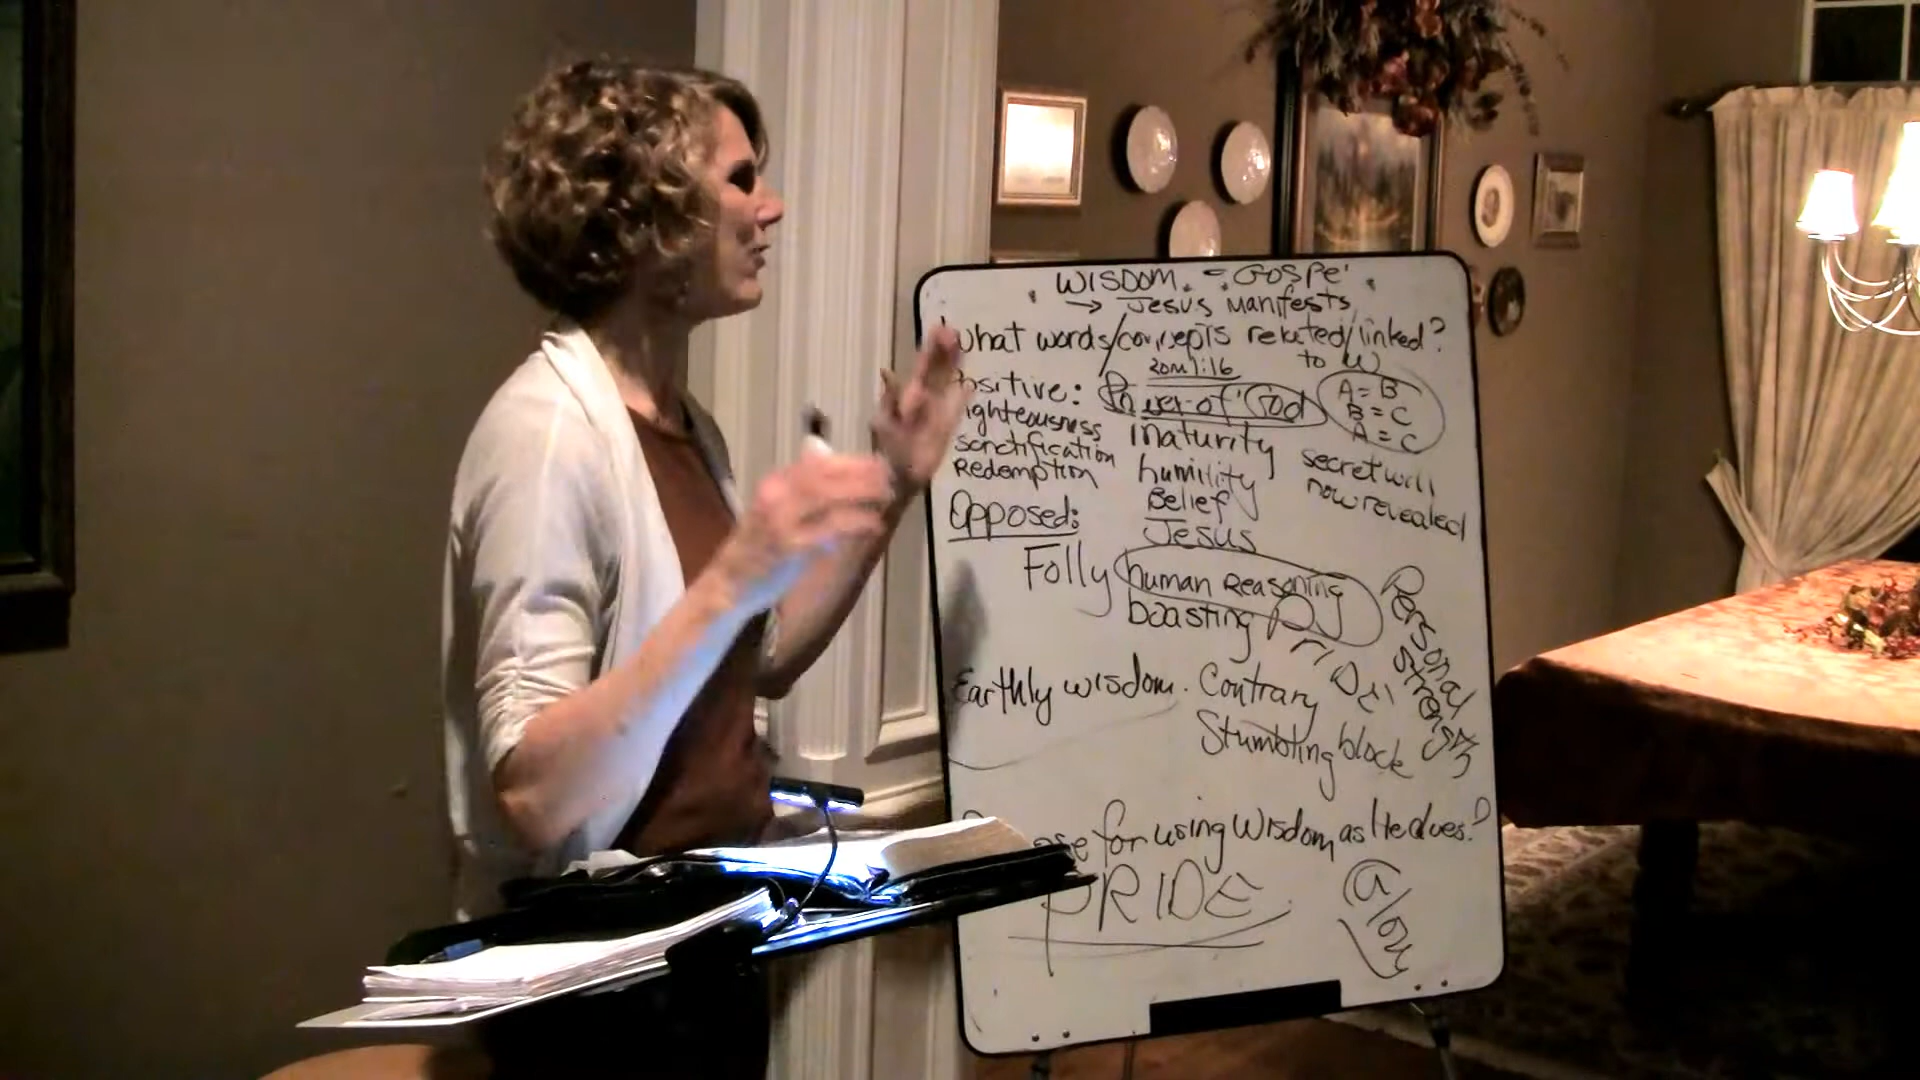 WISDOM = Gospel
→ Jesus Manifests
What words/concepts related/linked?
to W
Rom 1:16
Positive: Power of God
A = B
B = C
A = C
righteousness
sanctification
Redemption
maturity
humility
Belief
Jesus
secret will
now revealed
Opposed:
Folly human Reasoning
boasting PRIDE!
Personal
strength
Earthly wisdom. Contrary
Stumbling block
for using Wisdom as He does?
PRIDE
Glory